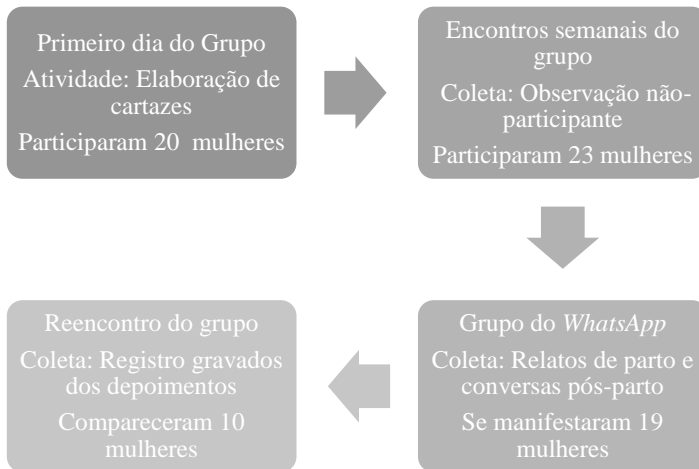 Primeiro dia do Grupo
Atividade: Elaboração de
cartazes
Participaram 20 mulheres
Encontros semanais do
grupo
Coleta: Observação não-
participante
Participaram 23 mulheres
Grupo do WhatsApp
Coleta: Relatos de parto e
conversas pós-parto
Se manifestaram 19
mulheres
Reencontro do grupo
Coleta: Registro gravados
dos depoimentos
Compareceram 10
mulheres